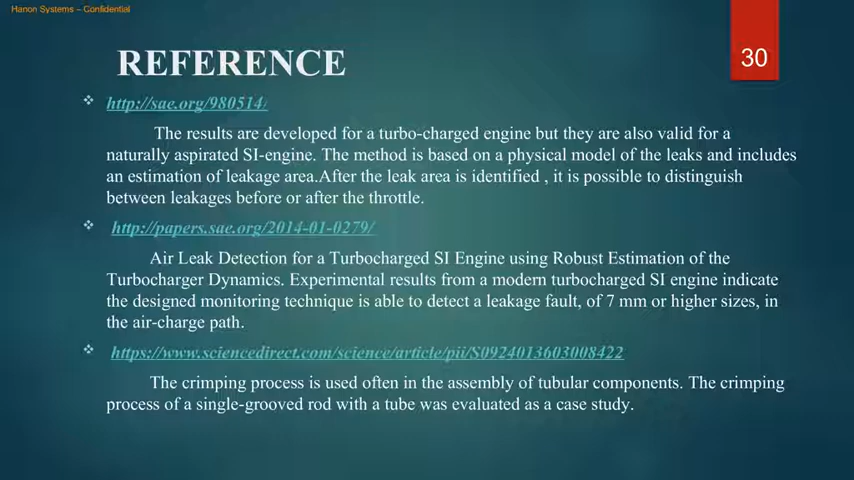 Hanon Systems – Confidential
REFERENCE
30
❖ http://sae.org/980514/
The results are developed for a turbo-charged engine but they are also valid for a
naturally aspirated SI-engine. The method is based on a physical model of the leaks and includes
an estimation of leakage area.After the leak area is identified , it is possible to distinguish
between leakages before or after the throttle.
❖ http://papers.sae.org/2014-01-0279/
Air Leak Detection for a Turbocharged SI Engine using Robust Estimation of the
Turbocharger Dynamics. Experimental results from a modern turbocharged SI engine indicate
the designed monitoring technique is able to detect a leakage fault, of 7 mm or higher sizes, in
the air-charge path.
❖ https://www.sciencedirect.com/science/article/pii/S0924013603008422
The crimping process is used often in the assembly of tubular components. The crimping
process of a single-grooved rod with a tube was evaluated as a case study.